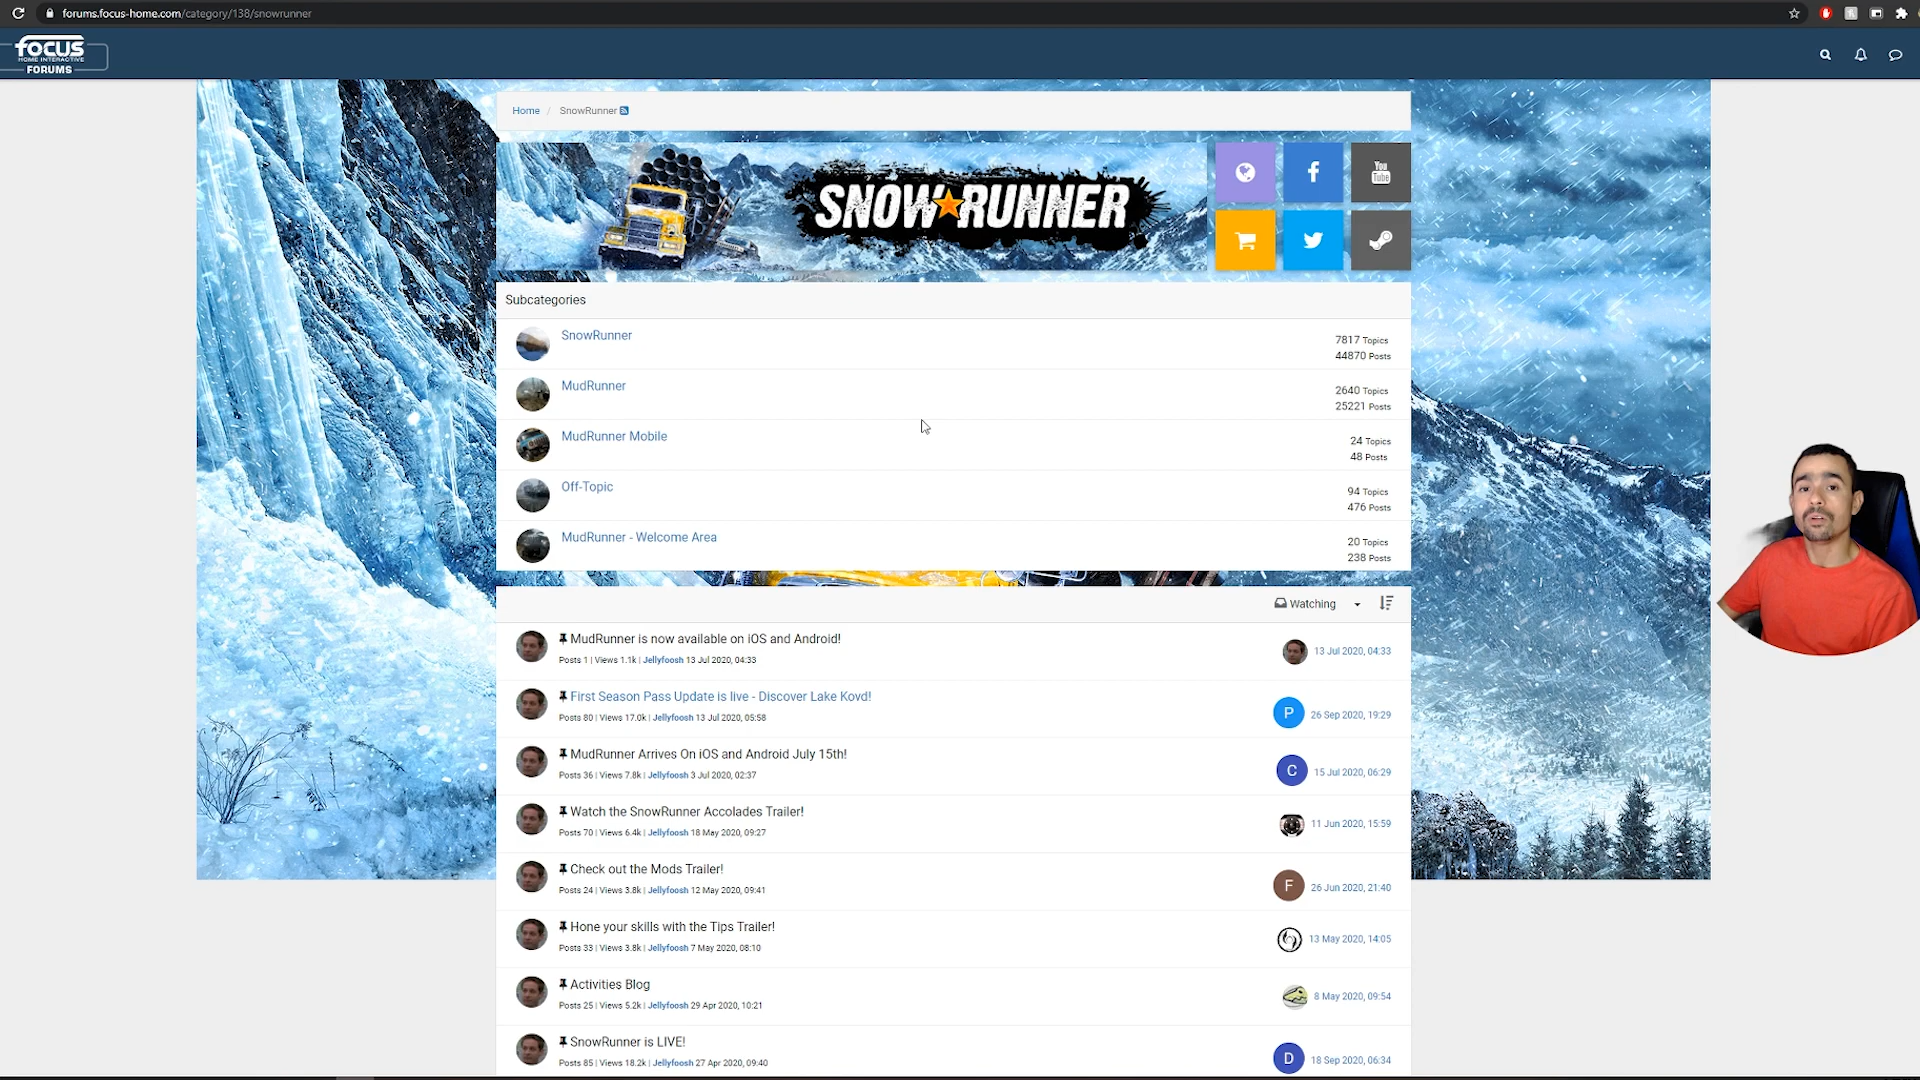 forums.focus-home.com/category/138/snowrunner
FOCUS
HOME INTERACTIVE
FORUMS
Home / SnowRunner
SNOW RUNNER
You
Tube
Subcategories
SnowRunner
7817 Topics
44870 Posts
MudRunner
2640 Topics
25221 Posts
MudRunner Mobile
24 Topics
48 Posts
Off-Topic
94 Topics
476 Posts
MudRunner - Welcome Area
20 Topics
238 Posts
Watching
MudRunner is now available on iOS and Android!
Posts 1 | Views 1.1k | Jellyfoosh 13 Jul 2020, 04:33
13 Jul 2020, 04:33
First Season Pass Update is live - Discover Lake Kovd!
Posts 80 | Views 17.0k | Jellyfoosh 13 Jul 2020, 05:58
P
26 Sep 2020, 19:29
MudRunner Arrives On iOS and Android July 15th!
Posts 36 | Views 7.8k | Jellyfoosh 3 Jul 2020, 02:37
C
15 Jul 2020, 06:29
Watch the SnowRunner Accolades Trailer!
Posts 70 | Views 6.4k | Jellyfoosh 18 May 2020, 09:27
11 Jun 2020, 15:59
Check out the Mods Trailer!
Posts 24 | Views 3.8k | Jellyfoosh 12 May 2020, 09:41
F
26 Jun 2020, 21:40
Hone your skills with the Tips Trailer!
Posts 33 | Views 3.8k | Jellyfoosh 7 May 2020, 08:10
13 May 2020, 14:05
Activities Blog
Posts 25 | Views 5.2k | Jellyfoosh 29 Apr 2020, 10:21
8 May 2020, 09:54
SnowRunner is LIVE!
Posts 85 | Views 18.2k | Jellyfoosh 27 Apr 2020, 09:40
D
18 Sep 2020, 06:34